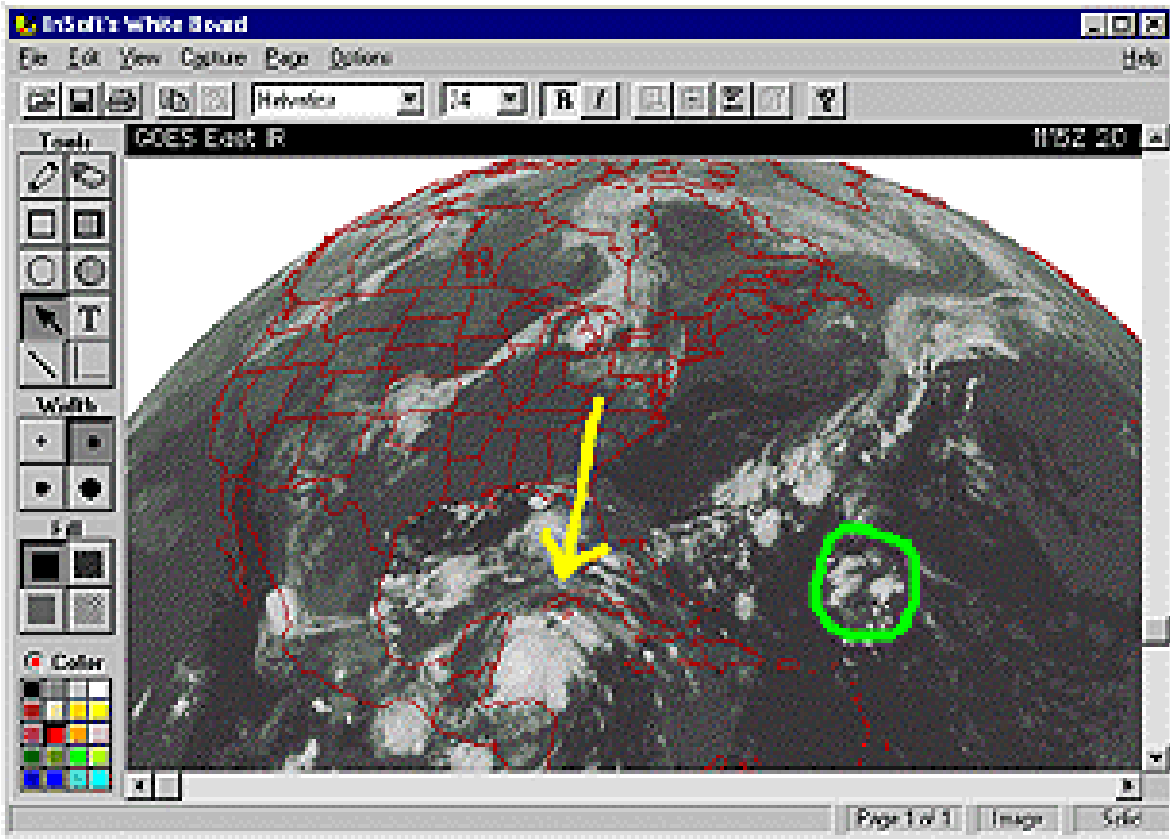 InSoft's White Board
File Edit View Capture Page Options Help
Helvetica 24 B I
Tools
GOES East IR
T
Width
Fill
Color
Page 1 of 1 Image Solid